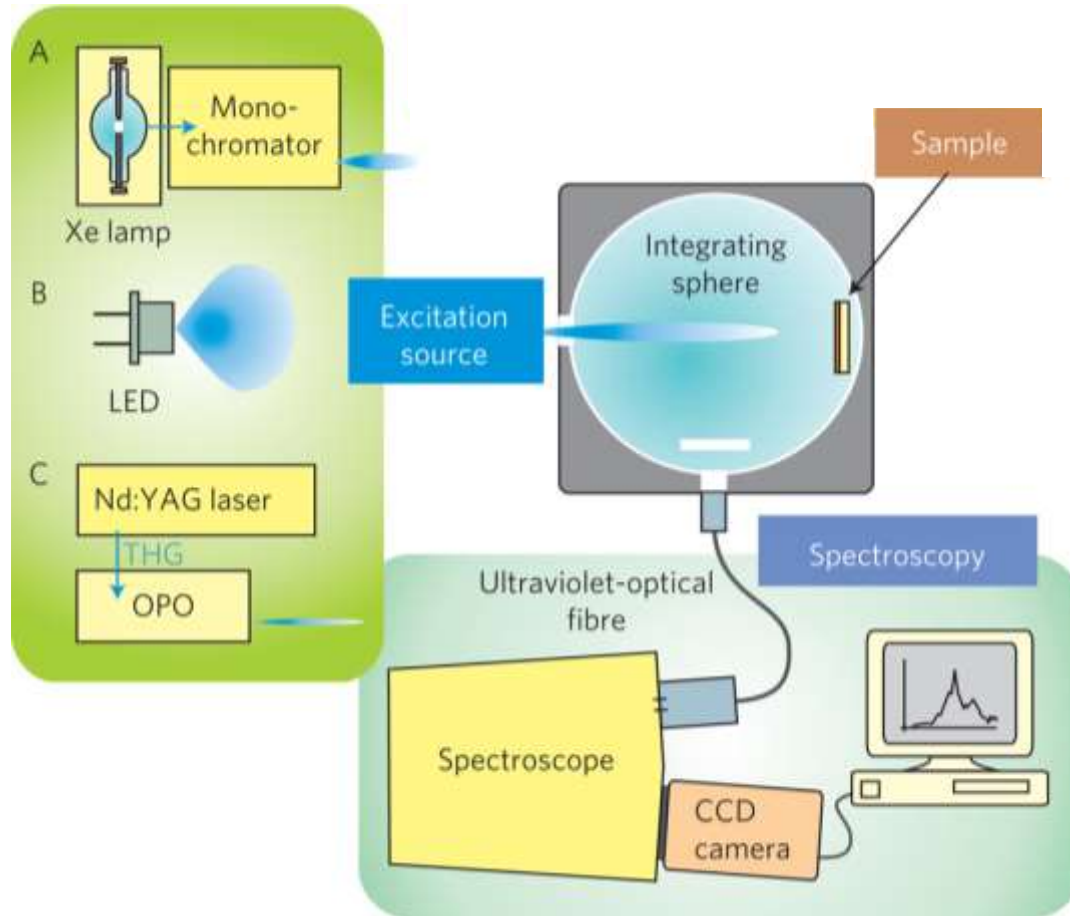 A
Mono-
chromator
Xe lamp
B
LED
C
Nd:YAG laser
THG
OPO
Excitation
source
Integrating
sphere
Sample
Spectroscopy
Ultraviolet-optical
fibre
Spectroscope
CCD
camera